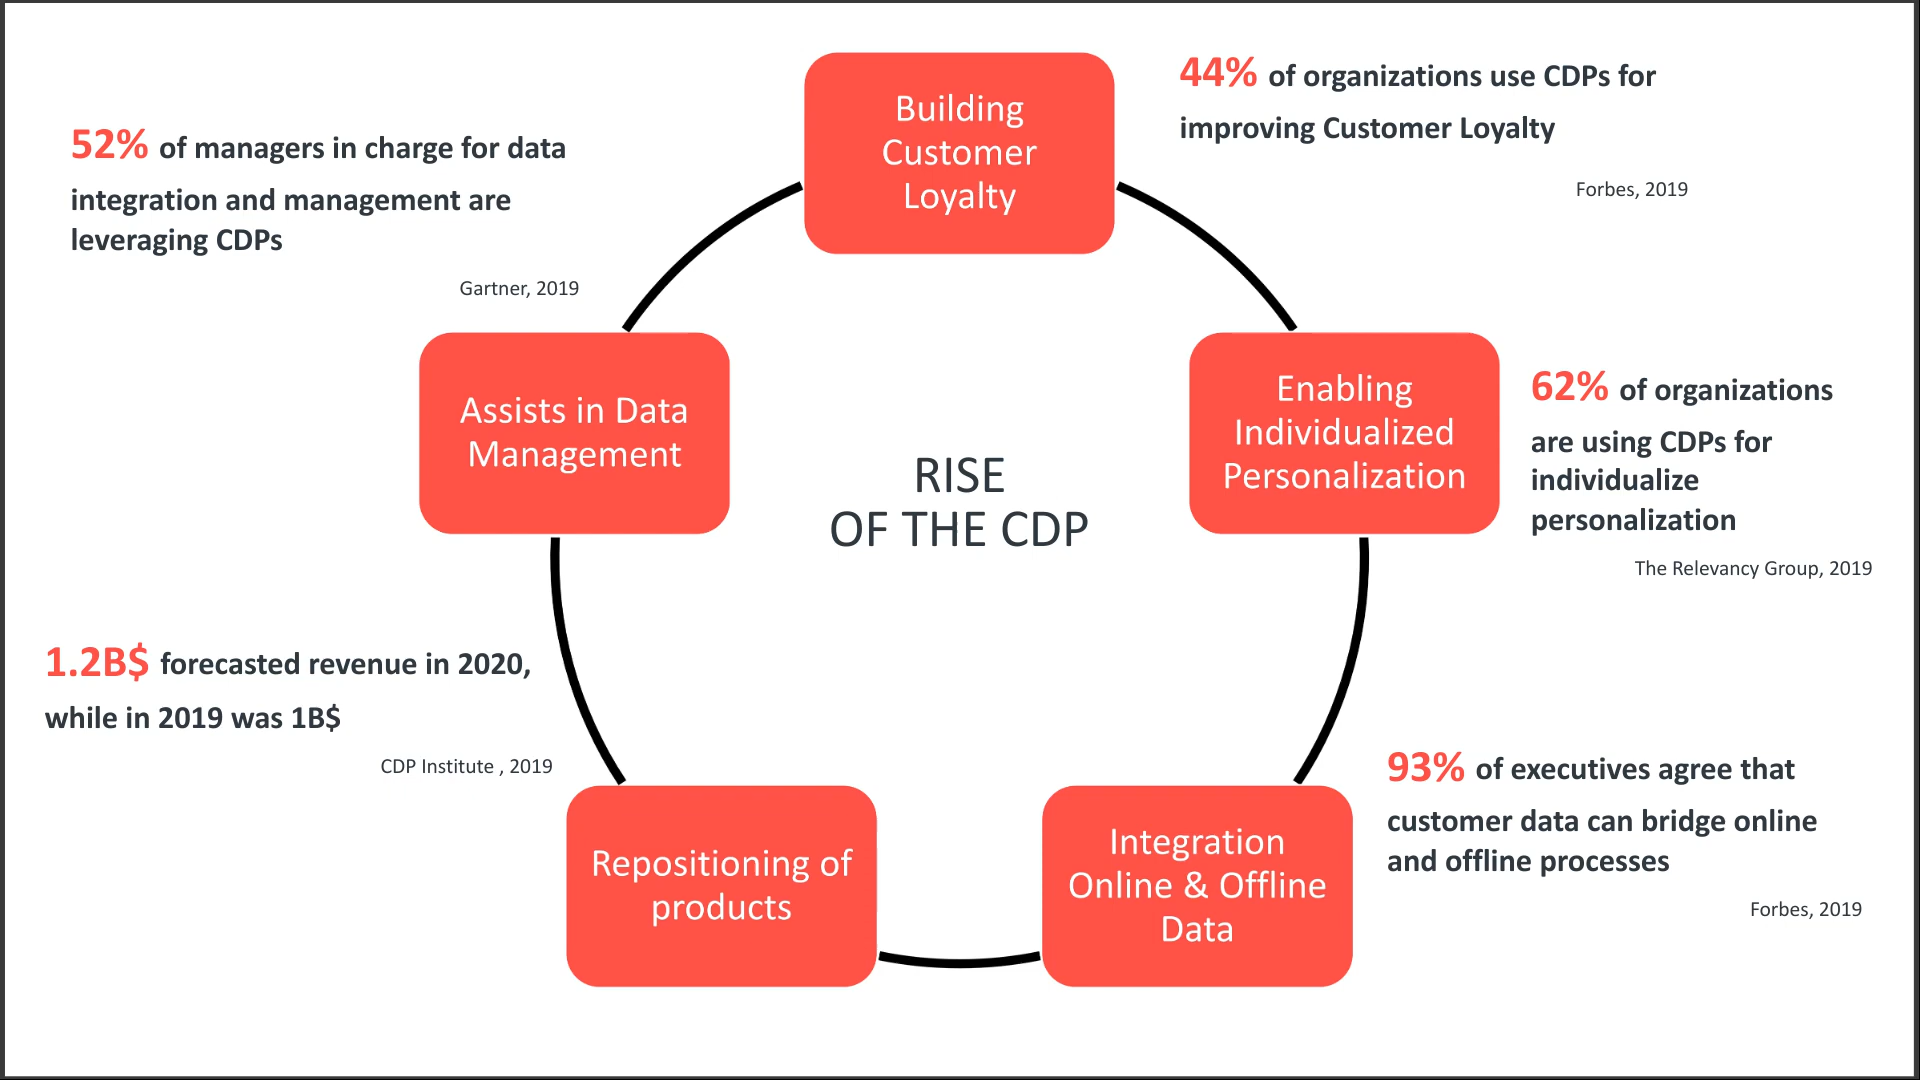 Building
Customer
Loyalty
44% of organizations use CDPs for
improving Customer Loyalty
Forbes, 2019
52% of managers in charge for data
integration and management are
leveraging CDPs
Gartner, 2019
Assists in Data
Management
RISE
OF THE CDP
Enabling
Individualized
Personalization
62% of organizations
are using CDPs for
individualize
personalization
The Relevancy Group, 2019
1.2B$ forecasted revenue in 2020,
while in 2019 was 1B$
CDP Institute , 2019
Repositioning of
products
Integration
Online & Offline
Data
93% of executives agree that
customer data can bridge online
and offline processes
Forbes, 2019